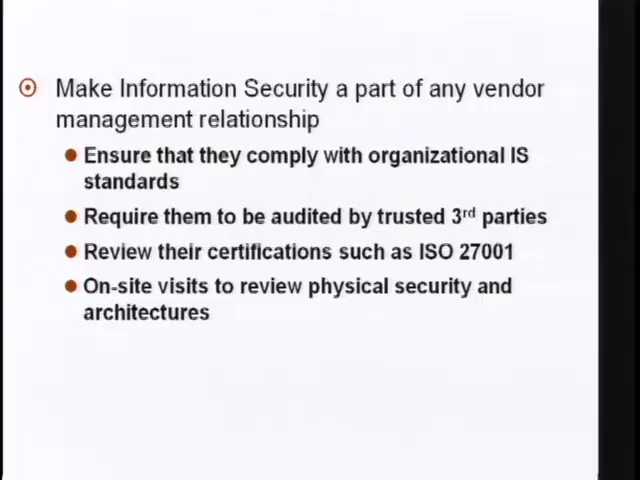 Make Information Security a part of any vendor
management relationship
Ensure that they comply with organizational IS
standards
Require them to be audited by trusted 3rd parties
Review their certifications such as ISO 27001
On-site visits to review physical security and
architectures